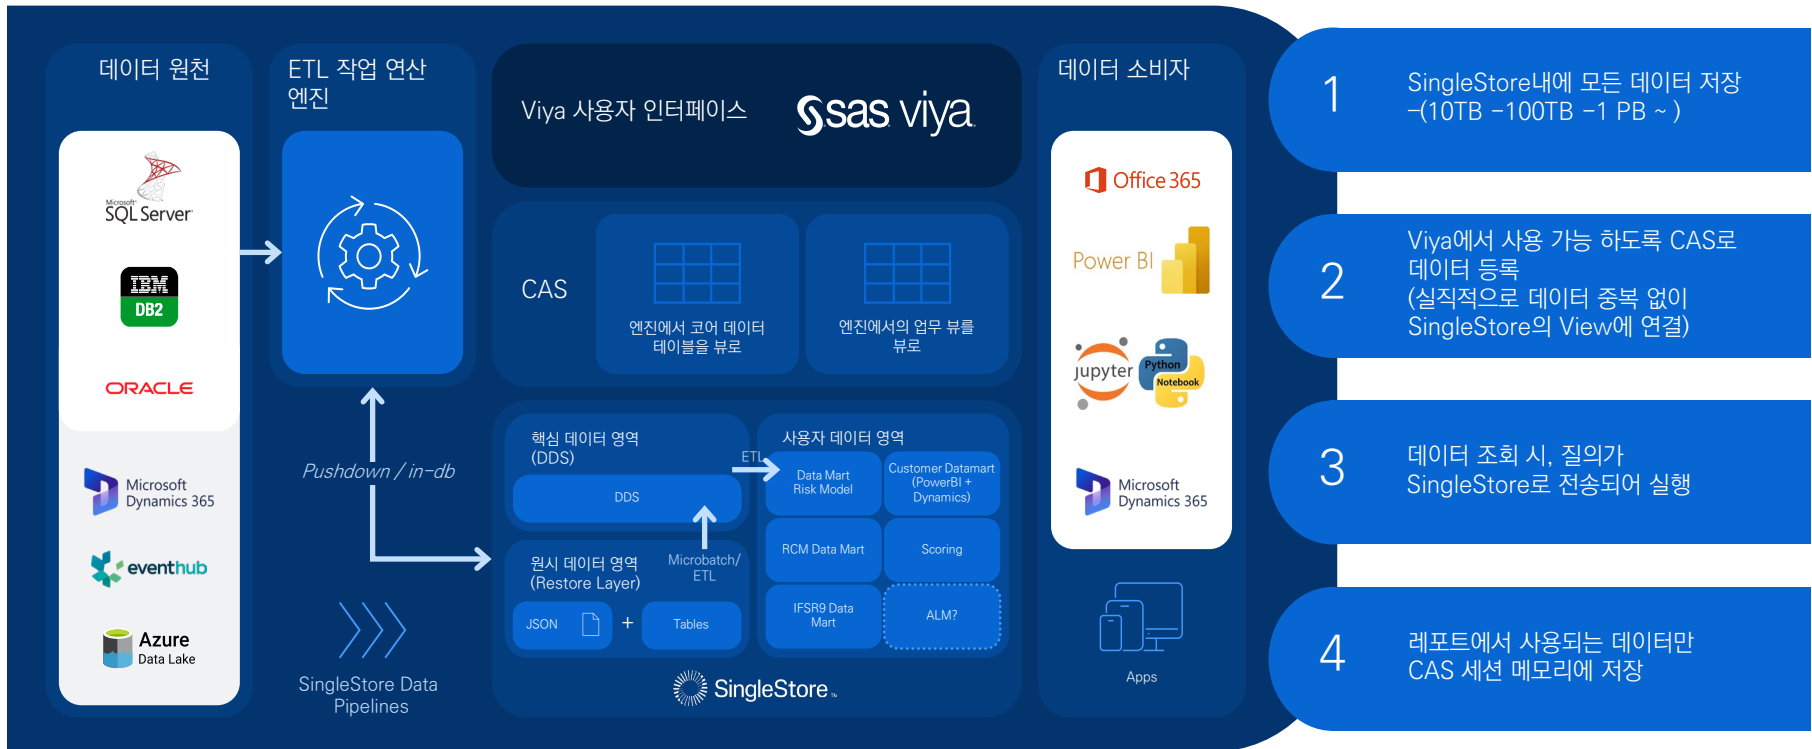 데이터 원천
Microsoft®
SQL Server
IBM
DB2
ORACLE
Microsoft
Dynamics 365
eventhub
Azure
Data Lake
ETL 작업 연산
엔진
Pushdown / in-db
SingleStore Data
Pipelines
Viya 사용자 인터페이스
sas viya
CAS
엔진에서 코어 데이터
테이블을 뷰로
엔진에서의 업무 뷰를
뷰로
핵심 데이터 영역
(DDS)
DDS
ETL
원시 데이터 영역
(Restore Layer)
Microbatch/
ETL
JSON
+
Tables
사용자 데이터 영역
Data Mart
Risk Model
Customer Datamart
(PowerBI +
Dynamics)
RCM Data Mart
Scoring
IFSR9 Data
Mart
ALM?
SingleStore
데이터 소비자
Office 365
Power BI
jupyter
Python
Notebook
Microsoft
Dynamics 365
Apps
1
SingleStore내에 모든 데이터 저장
-(10TB -100TB -1 PB ~ )
2
Viya에서 사용 가능 하도록 CAS로
데이터 등록
(실직적으로 데이터 중복 없이
SingleStore의 View에 연결)
3
데이터 조회 시, 질의가
SingleStore로 전송되어 실행
4
레포트에서 사용되는 데이터만
CAS 세션 메모리에 저장